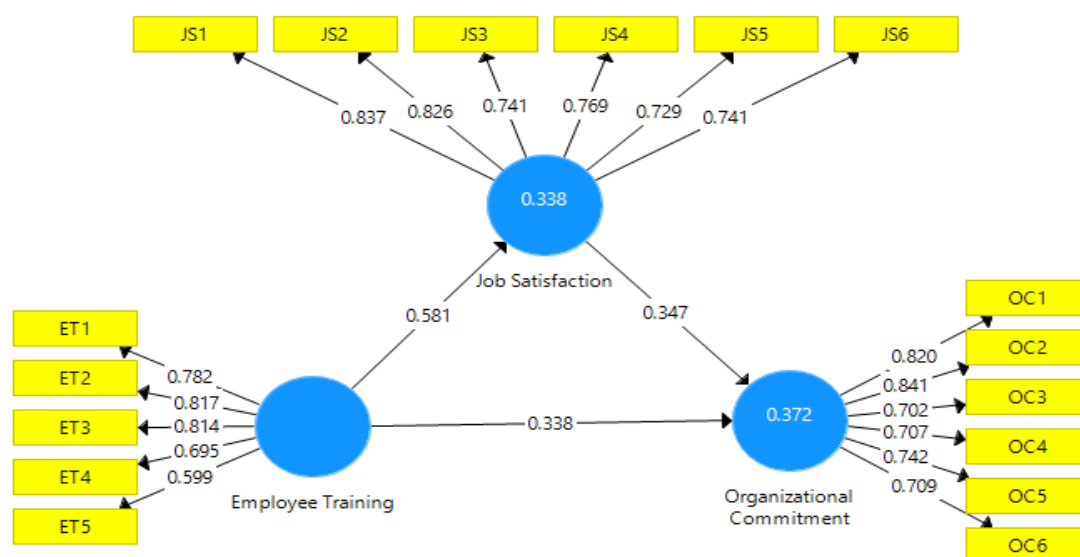 JS1
JS2
JS3
JS4
JS5
JS6
0.837
0.826
0.741
0.769
0.729
0.741
0.338
Job Satisfaction
0.581
0.347
ET1
ET2
ET3
ET4
ET5
0.782
0.817
0.814
0.695
0.599
Employee Training
0.338
0.372
Organizational
Commitment
0.820
0.841
0.702
0.707
0.742
0.709
OC1
OC2
OC3
OC4
OC5
OC6